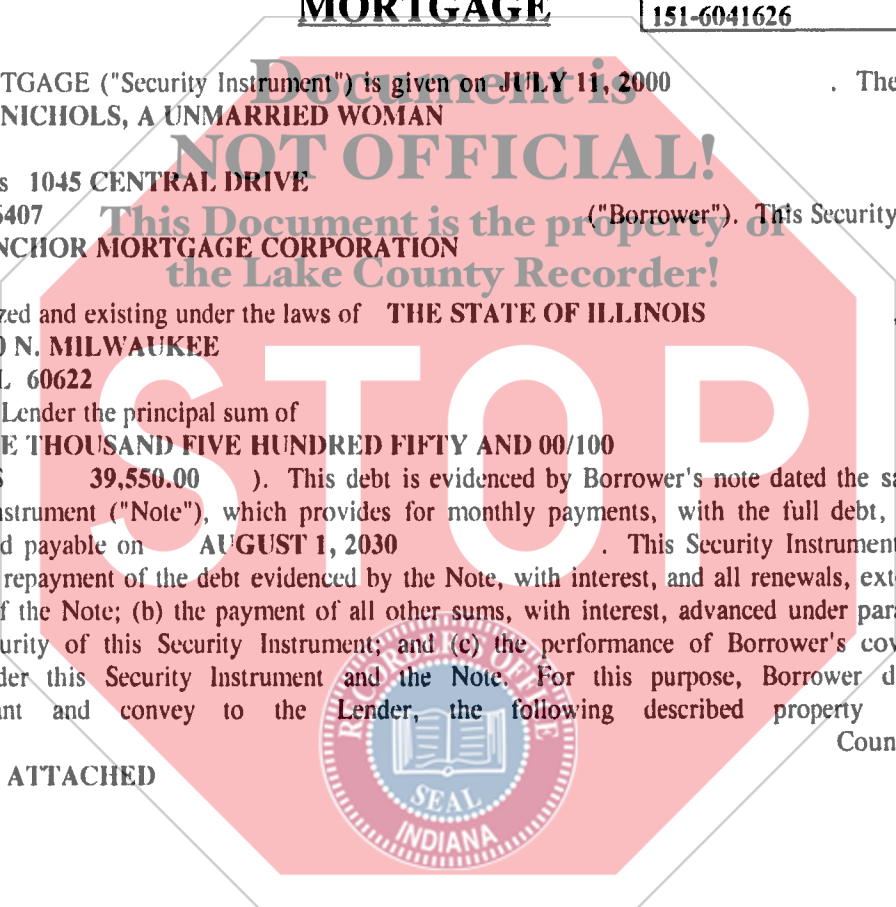 MORTGAGE
151-6041626
TGAGE ("Security Instrument") is given on JULY 11, 2000 . The
NICHOLS, A UNMARRIED WOMAN
s 1045 CENTRAL DRIVE
6407 ("Borrower"). This Security
NCHOR MORTGAGE CORPORATION
zed and existing under the laws of THE STATE OF ILLINOIS ,
0 N. MILWAUKEE
L 60622
Lender the principal sum of
E THOUSAND FIVE HUNDRED FIFTY AND 00/100
39,550.00 ). This debt is evidenced by Borrower's note dated the sa
nstrument ("Note"), which provides for monthly payments, with the full debt,
d payable on AUGUST 1, 2030 . This Security Instrument
repayment of the debt evidenced by the Note, with interest, and all renewals, ext
f the Note; (b) the payment of all other sums, with interest, advanced under para
urity of this Security Instrument; and (c) the performance of Borrower's cov
der this Security Instrument and the Note. For this purpose, Borrower d
ant and convey to the Lender, the following described property
Coun
ATTACHED
Document is
NOT OFFICIAL!
This Document is the property of
the Lake County Recorder!
STOP
RECORDER'S OFFICE
SEAL
INDIANA